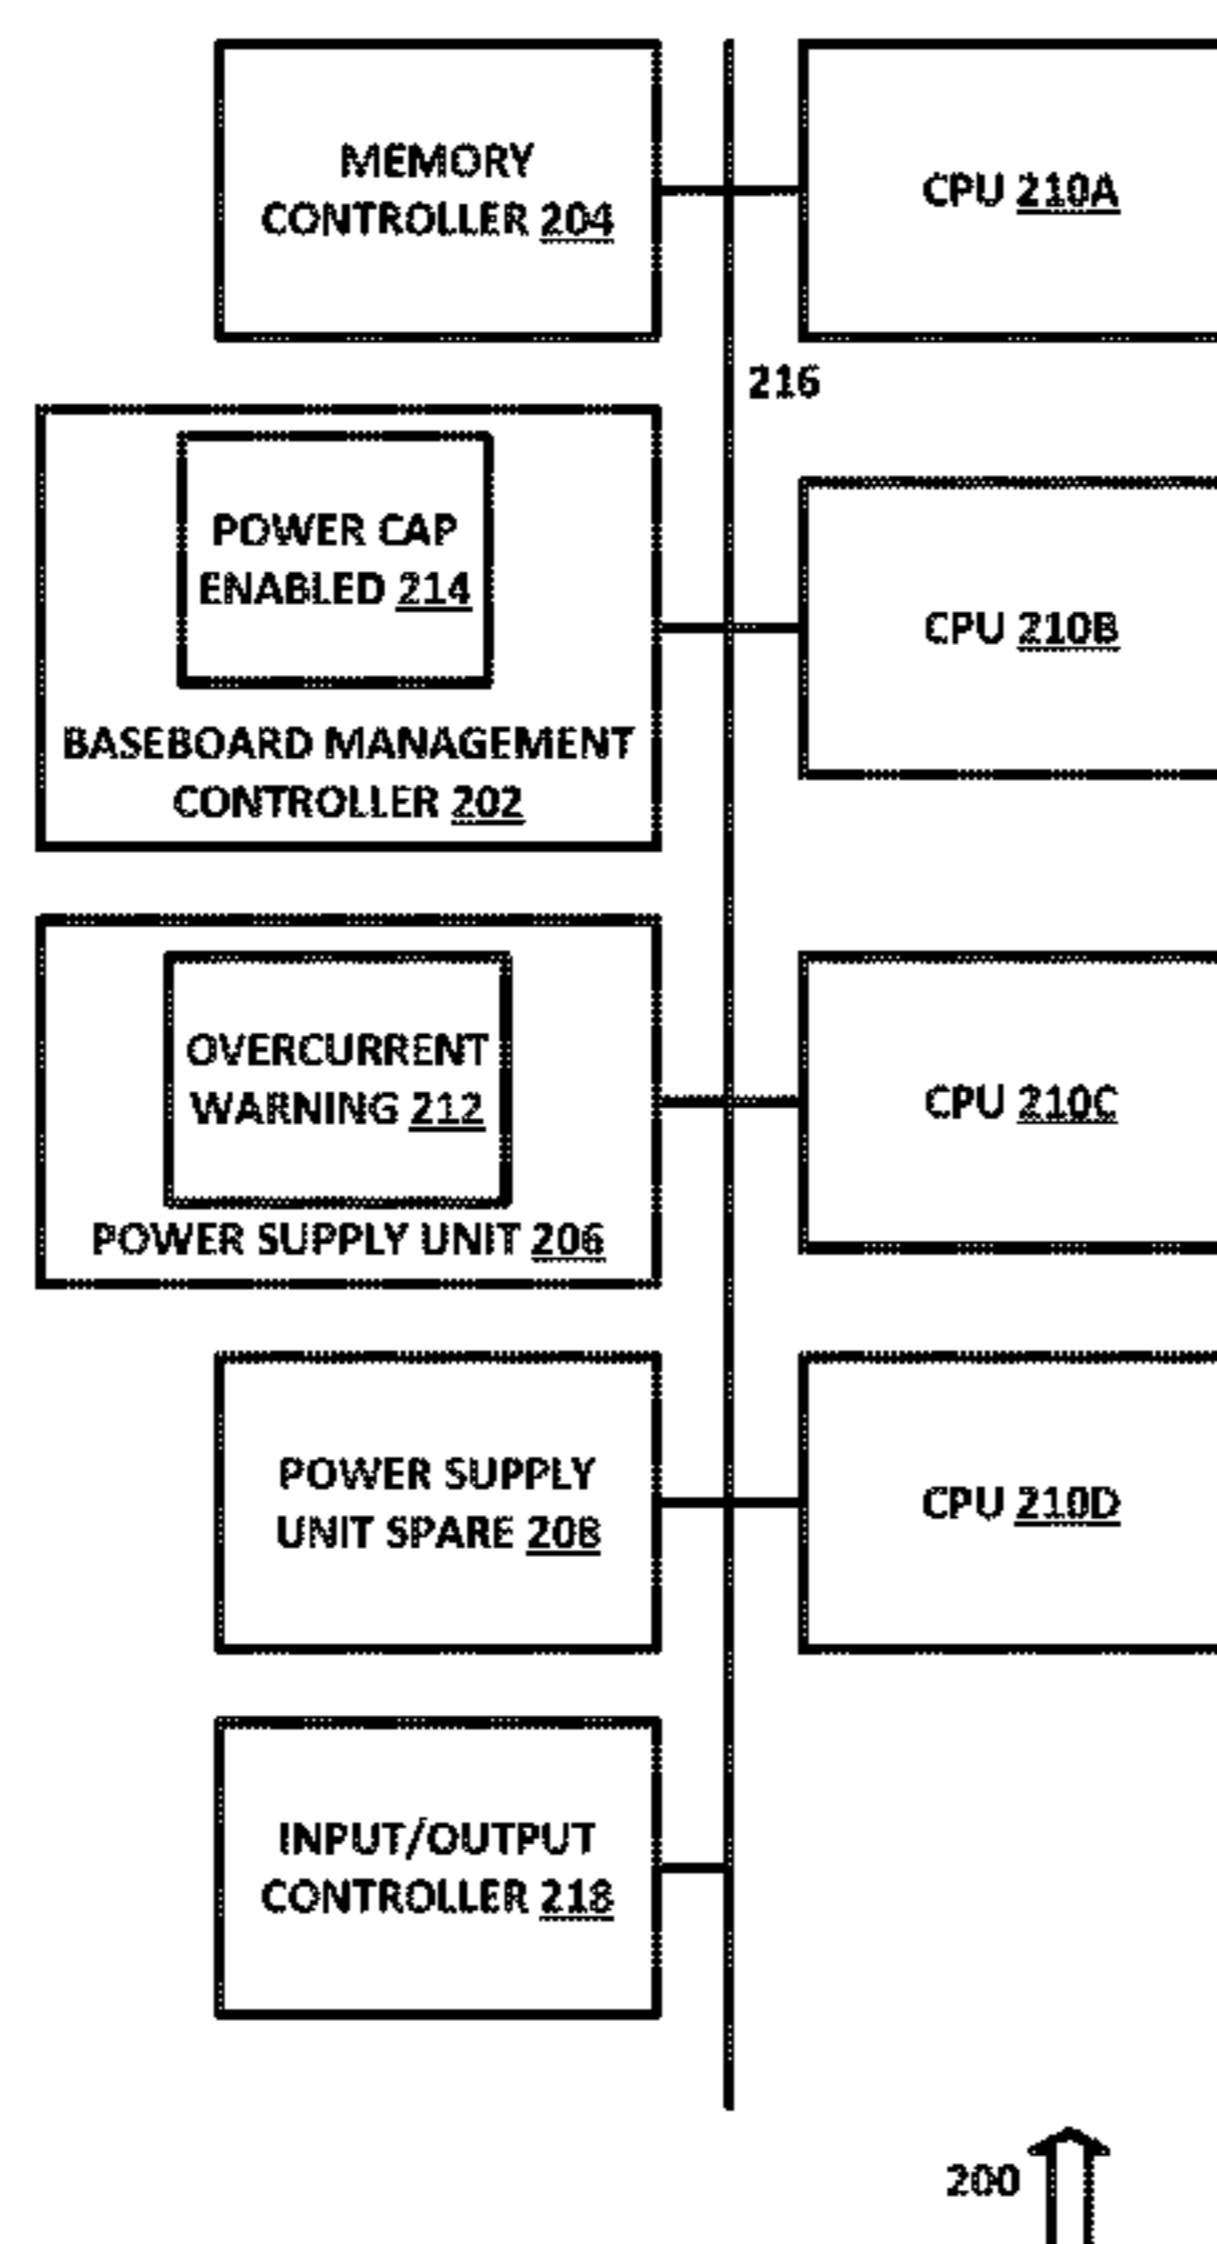 MEMORY
CONTROLLER 204
CPU 210A
216
POWER CAP
ENABLED 214
BASEBOARD MANAGEMENT
CONTROLLER 202
CPU 210B
OVERCURRENT
WARNING 212
POWER SUPPLY UNIT 206
CPU 210C
POWER SUPPLY
UNIT SPARE 208
CPU 210D
INPUT/OUTPUT
CONTROLLER 218
200